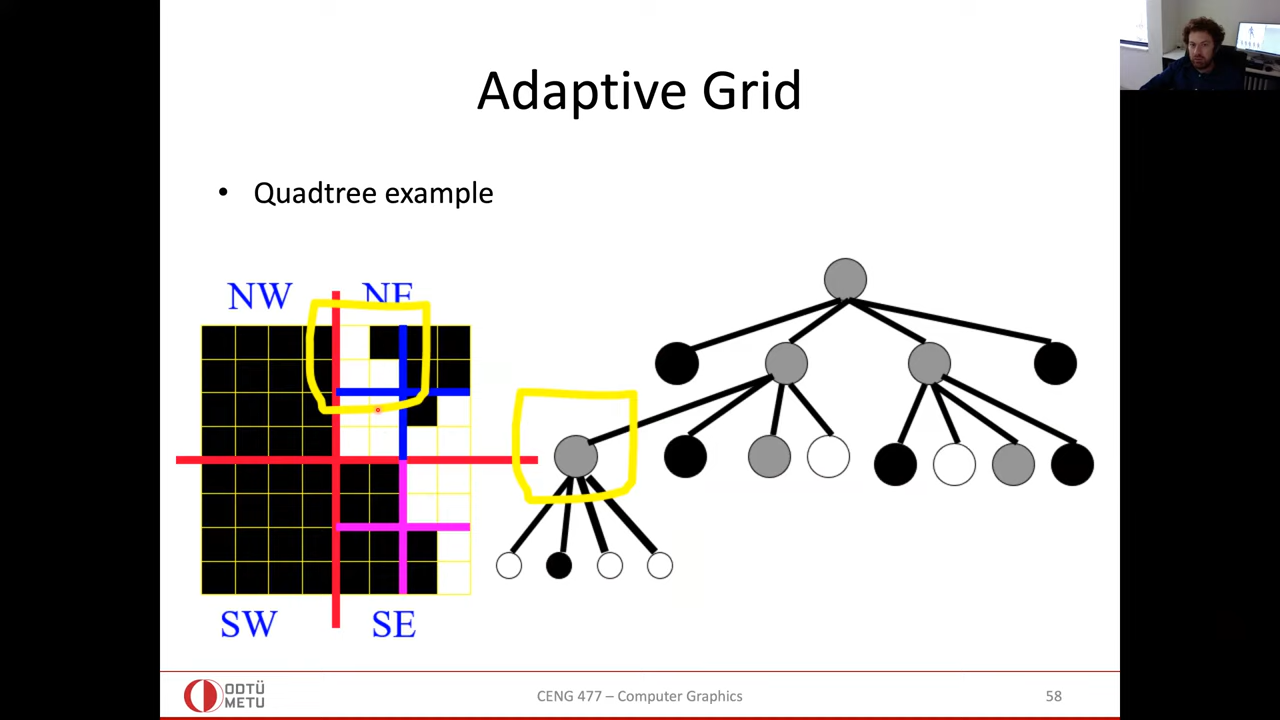 Adaptive Grid
• Quadtree example
NW
NE
SW
SE
ODTÜ
METU
CENG 477 – Computer Graphics
58